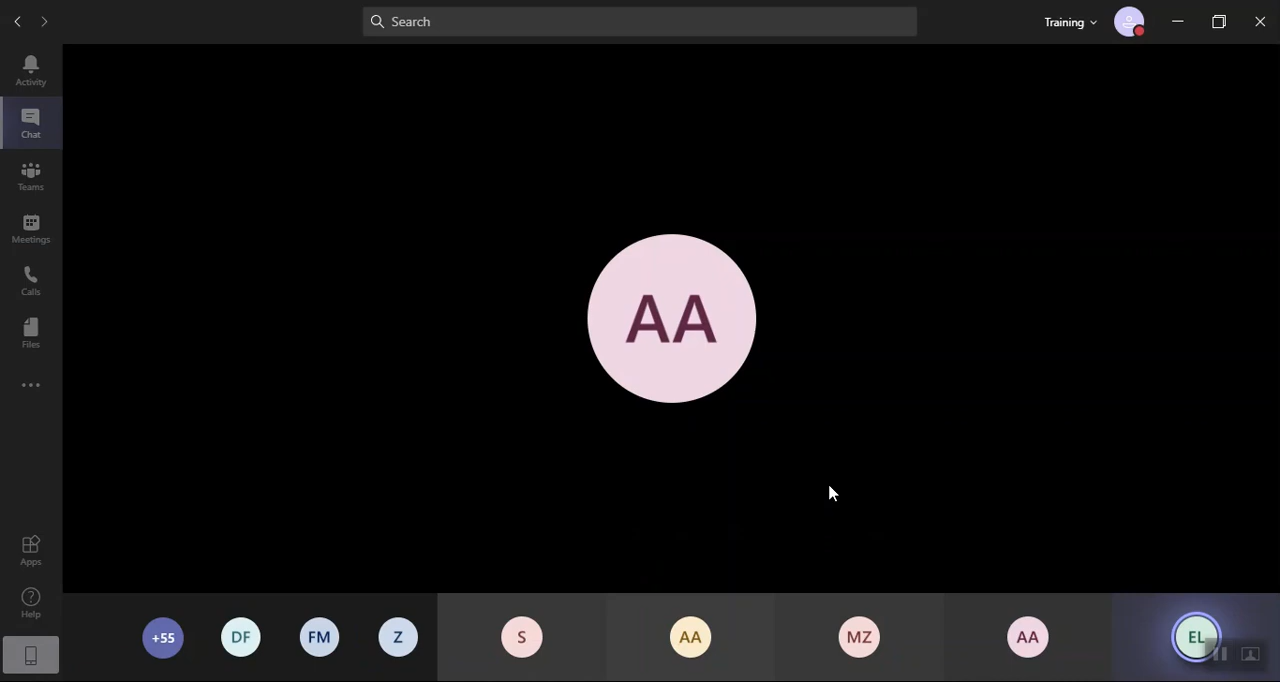 Search
Training
Activity
Chat
Teams
Meetings
Calls
Files
Apps
Help
AA
+55
DF
FM
Z
S
AA
MZ
AA
EL